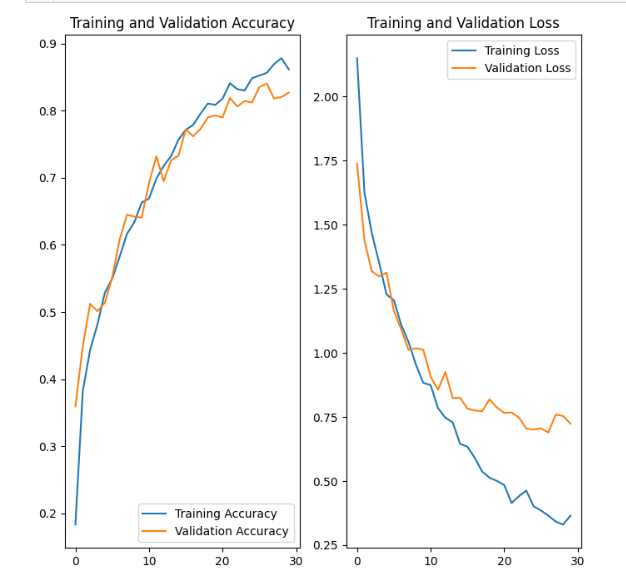 Training and Validation Accuracy
0.9
0.8
0.7
0.6
0.5
0.4
0.3
0.2
0 10 20 30
Training Accuracy
Validation Accuracy
Training and Validation Loss
Training Loss
Validation Loss
2.00
1.75
1.50
1.25
1.00
0.75
0.50
0.25
0 10 20 30